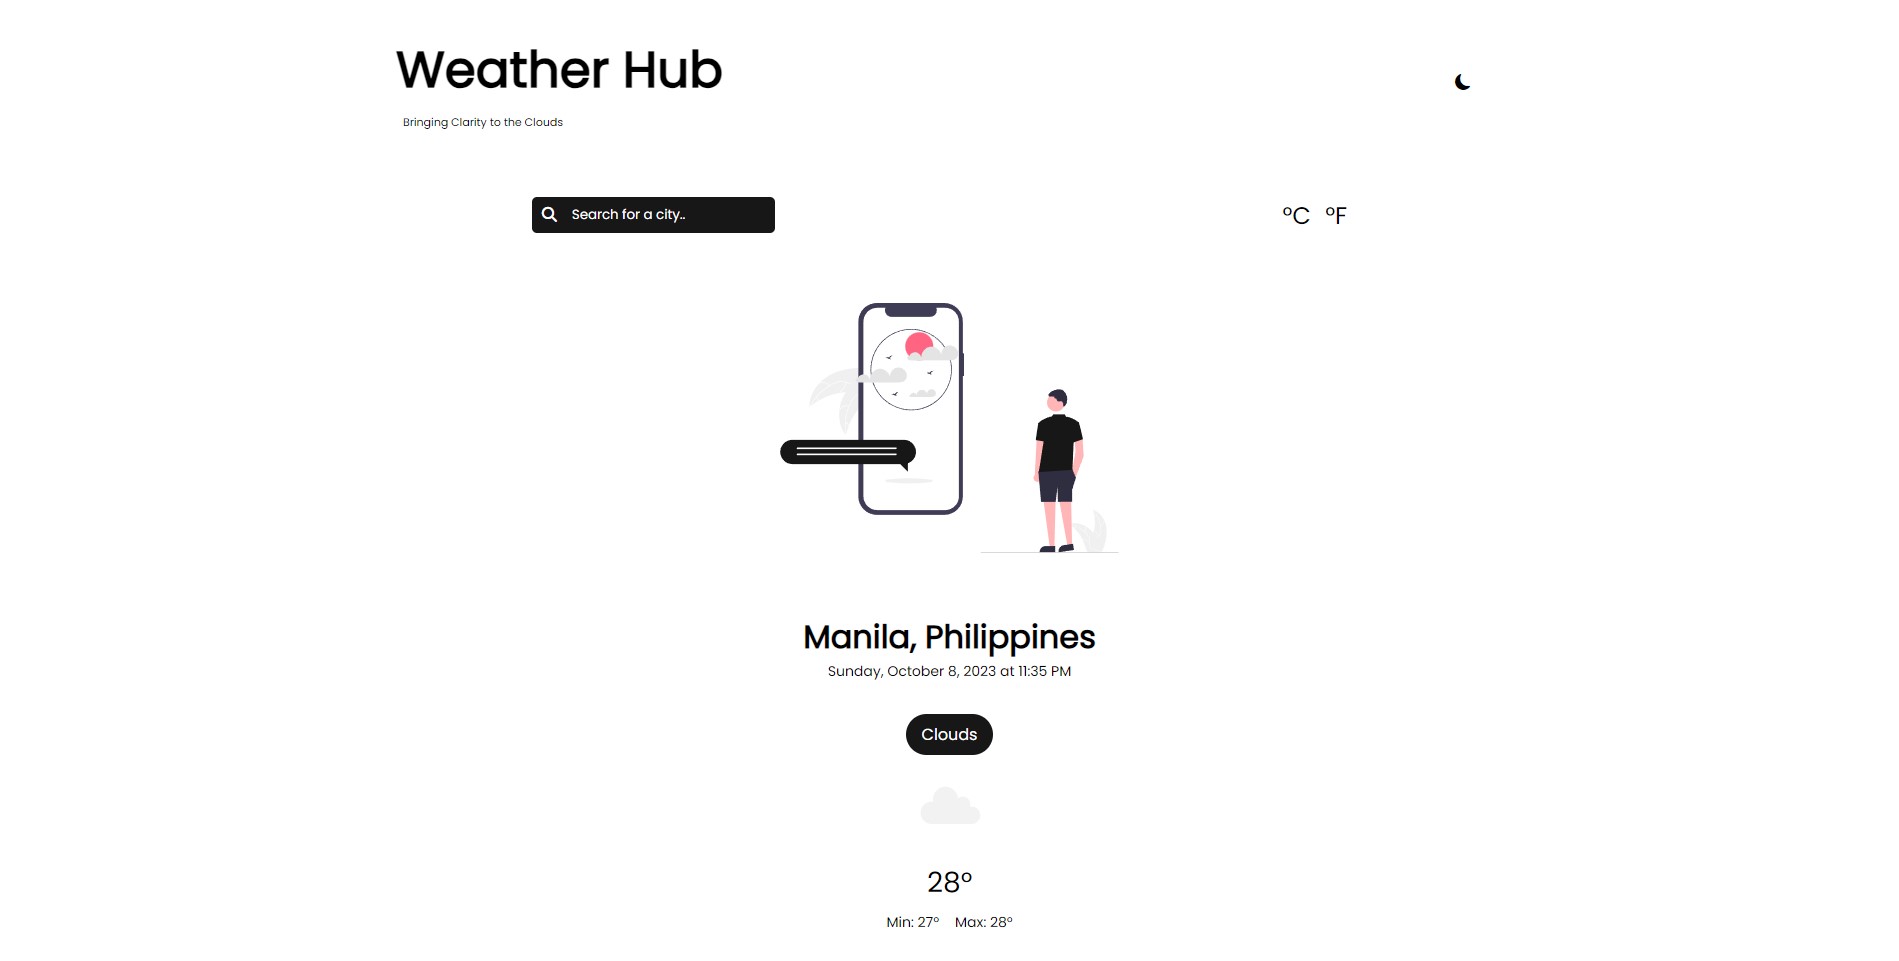 Weather Hub
Bringing Clarity to the Clouds
Search for a city..
°C °F
Manila, Philippines
Sunday, October 8, 2023 at 11:35 PM
Clouds
28°
Min: 27° Max: 28°